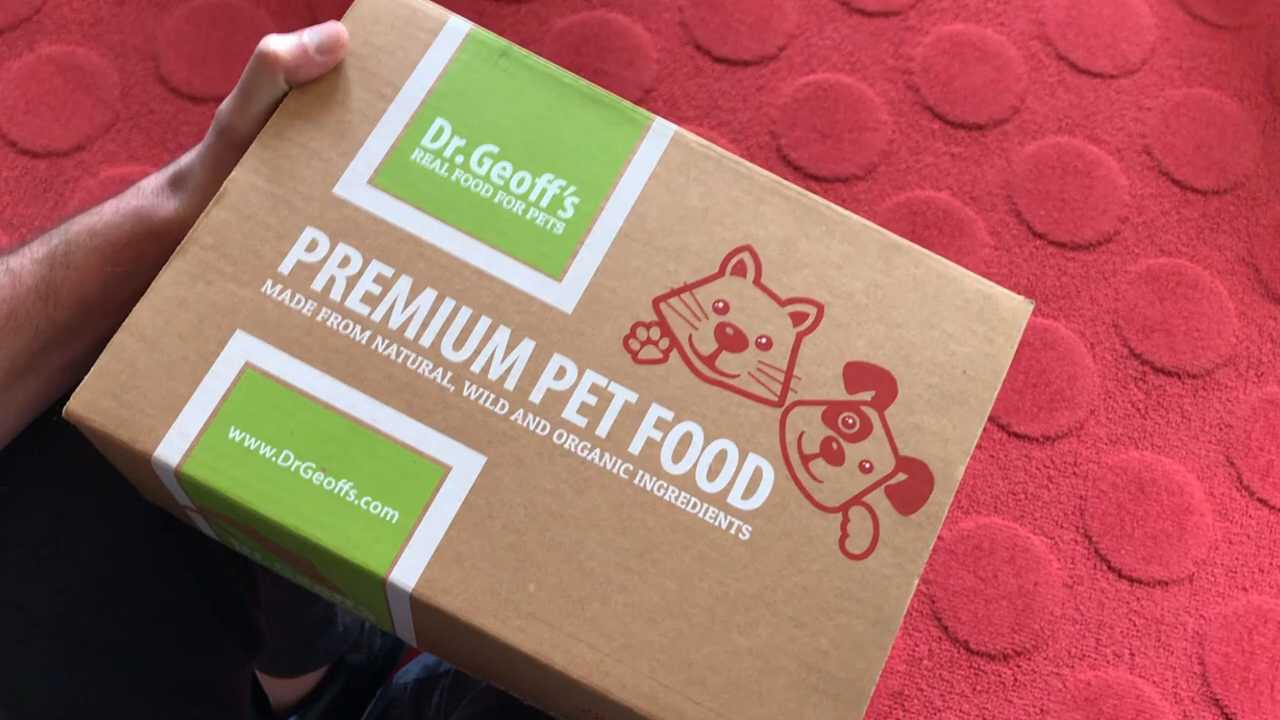 Dr. Geoff's
REAL FOOD FOR PETS
PREMIUM PET FOOD
MADE FROM NATURAL, WILD AND ORGANIC INGREDIENTS
www.DrGeoffs.com